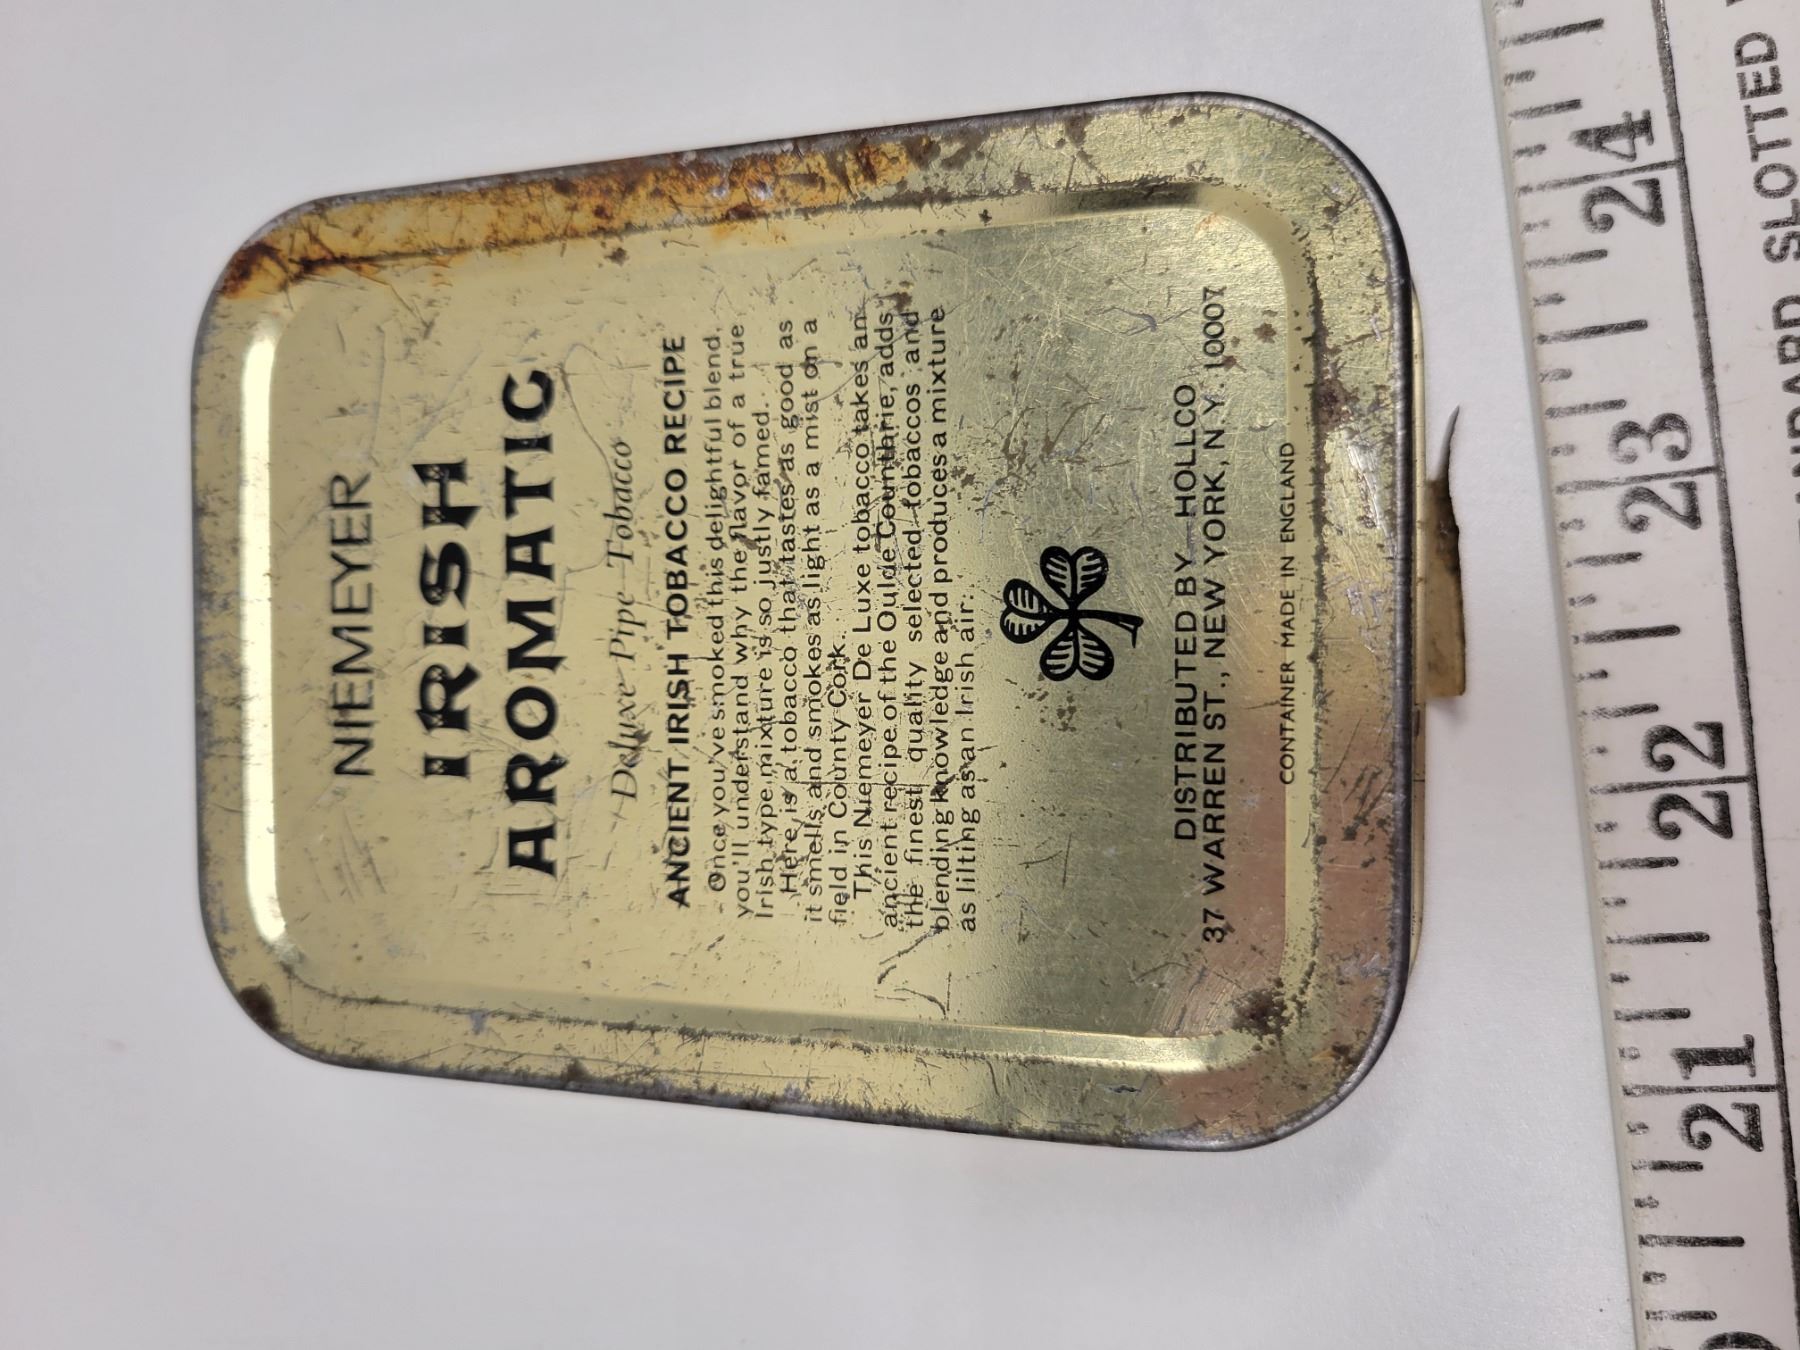 NIEMEYER
IRISH
AROMATIC
Deluxe Pipe Tobacco
ANCIENT IRISH TOBACCO RECIPE
Once you've smoked this delightful blend,
you'll understand why the flavor of a true
Irish type mixture is so justly famed.
Here is a tobacco that tastes as good as
it smells and smokes as light as a mist on a
field in County Cork.
This Niemeyer De Luxe tobacco takes an
ancient recipe of the Oulde Counthrie, adds
the finest quality selected tobaccos and
blending knowledge and produces a mixture
as lilting as an Irish air.
DISTRIBUTED BY HOLLCO
37 WARREN ST., NEW YORK, N.Y. 10007
CONTAINER MADE IN ENGLAND
21 22 23 24
SLOTTED